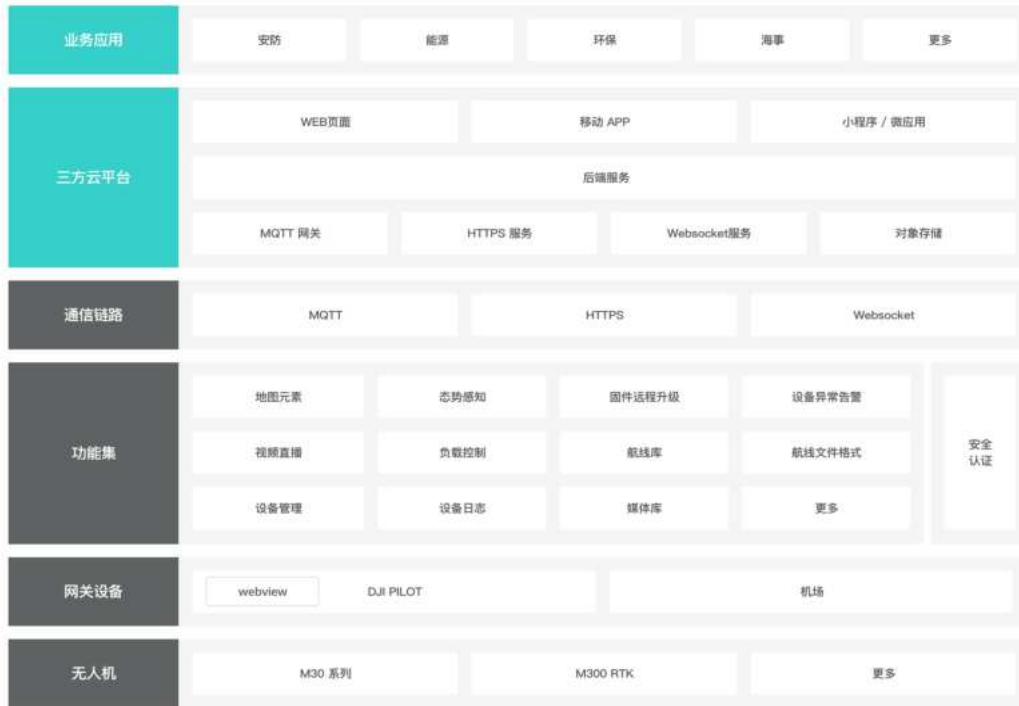 业务应用
安防
能源
环保
海事
更多
三方云平台
WEB页面
移动 APP
小程序 / 微应用
后端服务
MQTT 网关
HTTPS 服务
Websocket服务
对象存储
通信链路
MQTT
HTTPS
Websocket
功能集
地图元素
态势感知
固件远程升级
设备异常告警
视频直播
负载控制
航线库
航线文件格式
设备管理
设备日志
媒体库
更多
安全
认证
网关设备
webview
DJI PILOT
机场
无人机
M30 系列
M300 RTK
更多